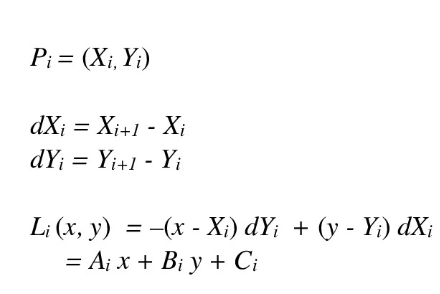 Pᵢ = (Xᵢ, Yᵢ)
dXᵢ = Xᵢ₊₁ - Xᵢ
dYᵢ = Yᵢ₊₁ - Yᵢ
Lᵢ (x, y) = –(x - Xᵢ) dYᵢ + (y - Yᵢ) dXᵢ
= Aᵢ x + Bᵢ y + Cᵢ